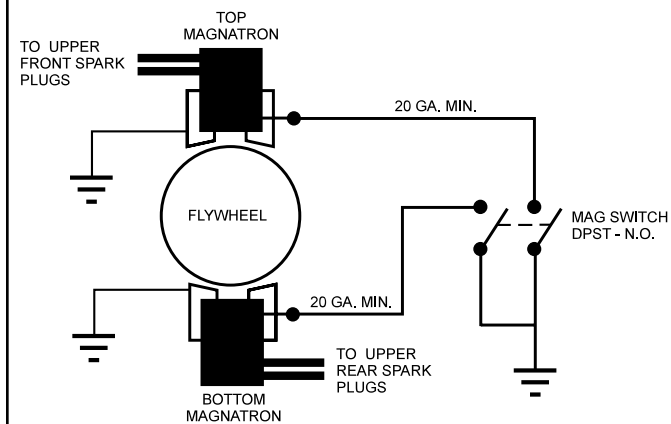 TOP
MAGNATRON
TO UPPER
FRONT SPARK
PLUGS
20 GA. MIN.
FLYWHEEL
MAG SWITCH
DPST - N.O.
20 GA. MIN.
TO UPPER
REAR SPARK
PLUGS
BOTTOM
MAGNATRON